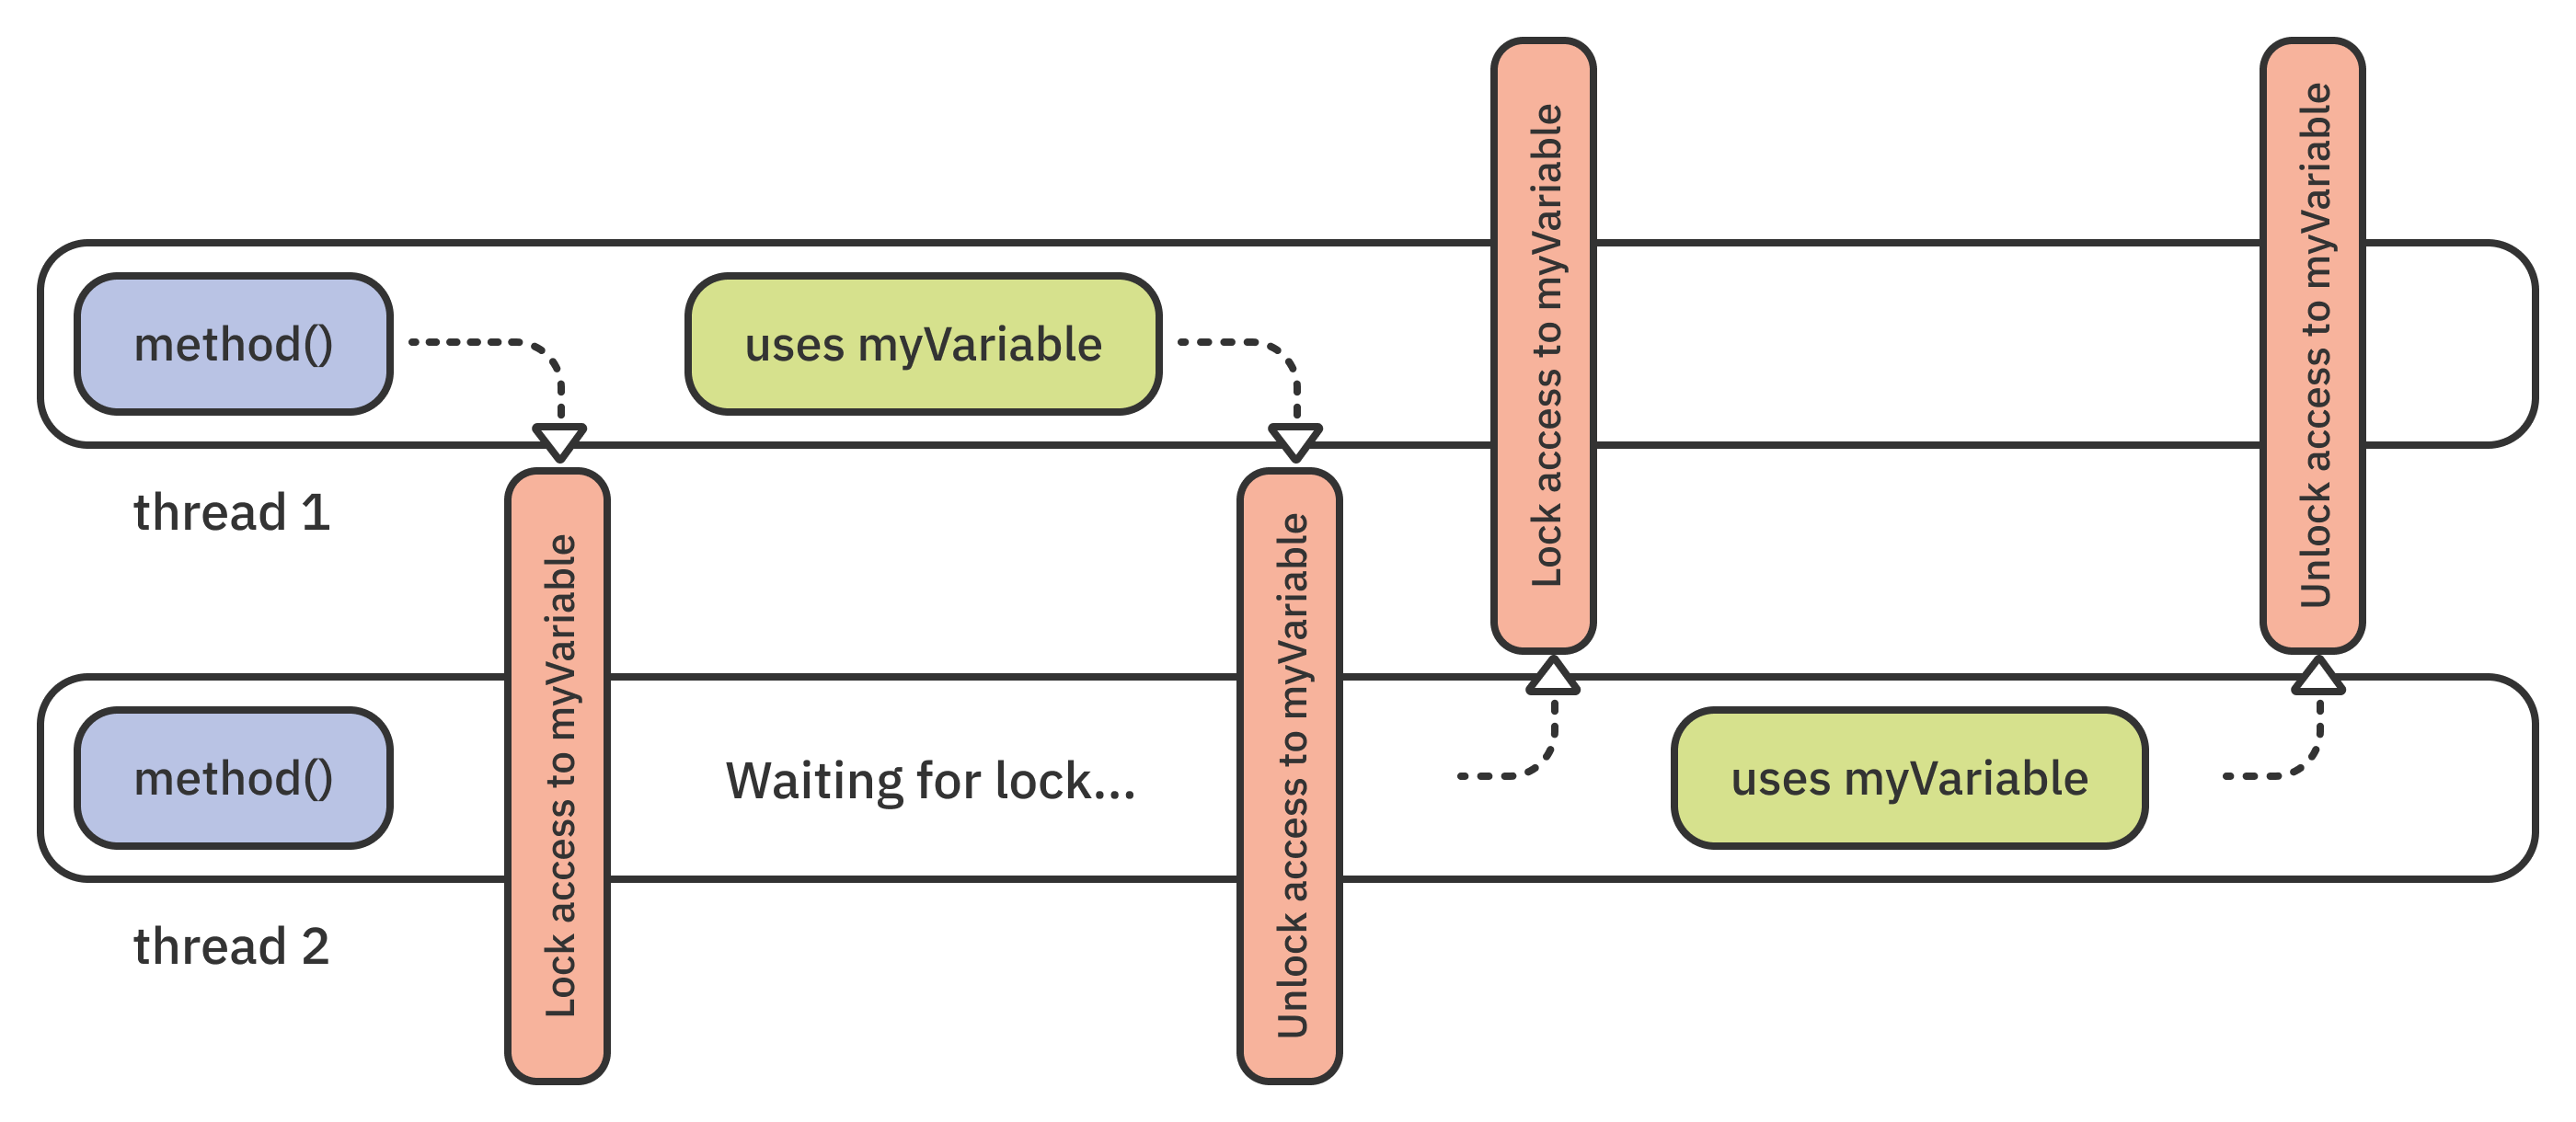 method()
uses myVariable
Lock access to myVariable
Unlock access to myVariable
thread 1
Lock access to myVariable
Unlock access to myVariable
method()
Waiting for lock...
uses myVariable
thread 2